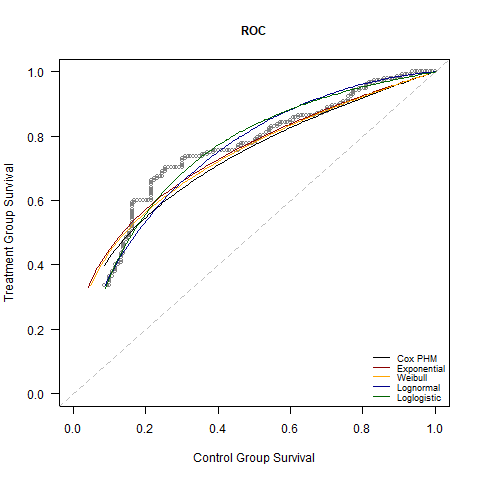 ROC
Treatment Group Survival
1.0
0.8
0.6
0.4
0.2
0.0
Cox PHM
Exponential
Weibull
Lognormal
Loglogistic
0.0 0.2 0.4 0.6 0.8 1.0
Control Group Survival